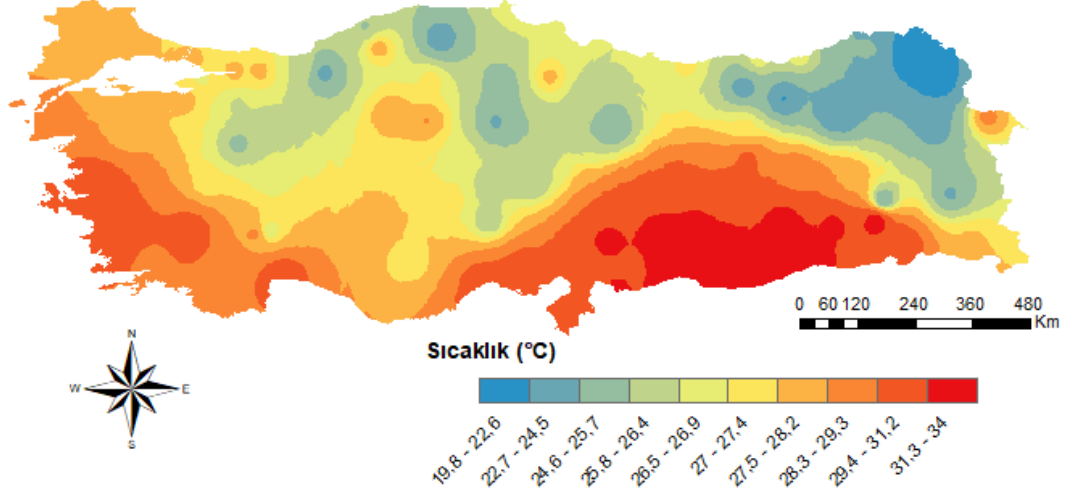 0 60 120 240 360 480
Km
N
W E
S
Sıcaklık (°C)
19,8 - 22,6
22,7 - 24,5
24,6 - 25,7
25,8 - 26,4
26,5 - 26,9
27 - 27,4
27,5 - 28,2
28,3 - 29,3
29,4 - 31,2
31,3 - 34